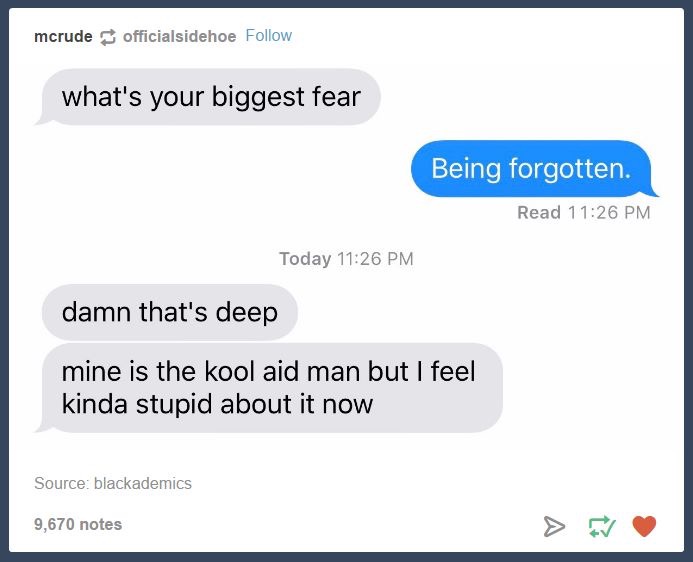 mcrude officialsidehoe Follow
what's your biggest fear
Being forgotten.
Read 11:26 PM
Today 11:26 PM
damn that's deep
mine is the kool aid man but I feel
kinda stupid about it now
Source: blackademics
9,670 notes